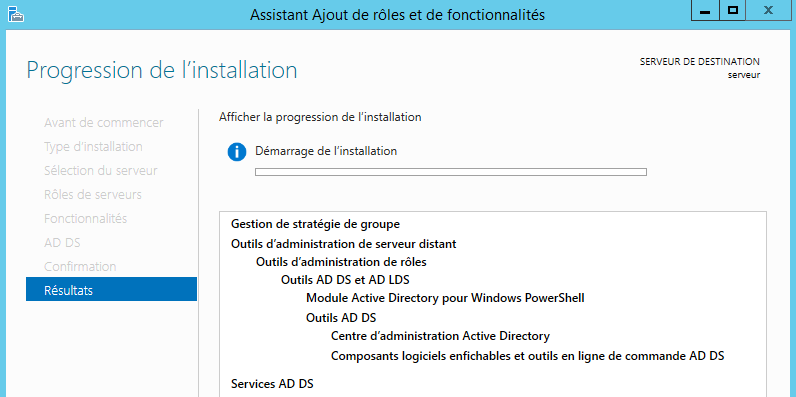 Assistant Ajout de rôles et de fonctionnalités
Progression de l'installation
SERVEUR DE DESTINATION
serveur
Avant de commencer
Type d'installation
Sélection du serveur
Rôles de serveurs
Fonctionnalités
AD DS
Confirmation
Résultats
Afficher la progression de l'installation
Démarrage de l'installation
Gestion de stratégie de groupe
Outils d'administration de serveur distant
Outils d'administration de rôles
Outils AD DS et AD LDS
Module Active Directory pour Windows PowerShell
Outils AD DS
Centre d'administration Active Directory
Composants logiciels enfichables et outils en ligne de commande AD DS
Services AD DS